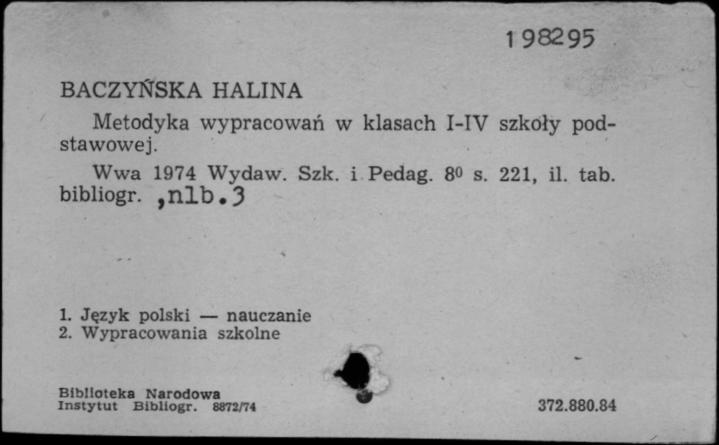 198295
BACZYŃSKA HALINA
Metodyka wypracowań w klasach I-IV szkoły pod-
stawowej.
Wwa 1974 Wydaw. Szk. i Pedag. 8⁰ s. 221, il. tab.
bibliogr. ,nlb.3
1. Język polski — nauczanie
2. Wypracowania szkolne
Biblioteka Narodowa
Instytut Bibliogr. 8872/74
372.880.84